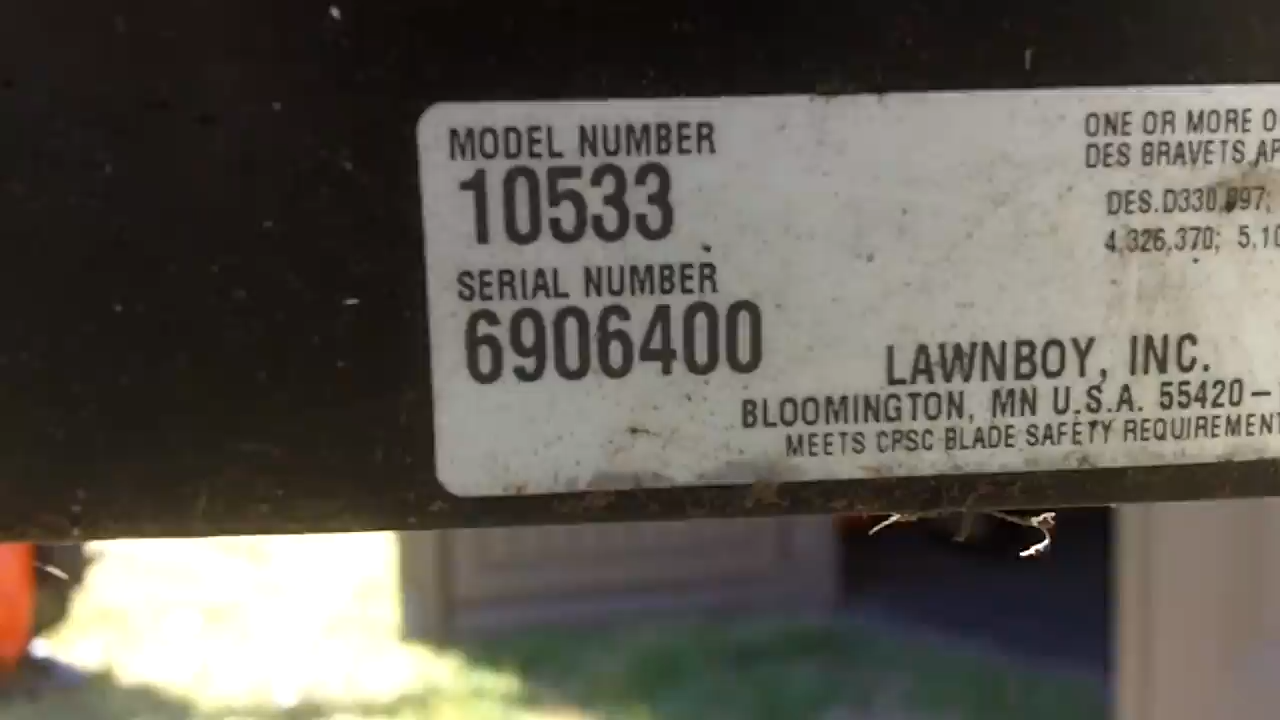 MODEL NUMBER
10533
SERIAL NUMBER
6906400
ONE OR MORE O
DES BRAVETS AP
DES.D330,997;
4,326,370; 5,10
LAWNBOY, INC.
BLOOMINGTON, MN U.S.A. 55420–
MEETS CPSC BLADE SAFETY REQUIREMENT